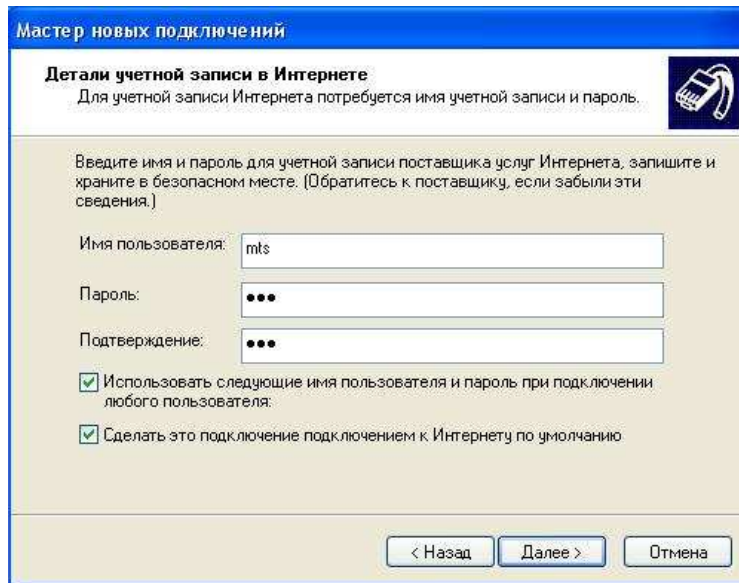 Мастер новых подключений
Детали учетной записи в Интернете
Для учетной записи Интернета потребуется имя учетной записи и пароль.
Введите имя и пароль для учетной записи поставщика услуг Интернета, запишите и
храните в безопасном месте. (Обратитесь к поставщику, если забыли эти
сведения.)
Имя пользователя: mts
Пароль: •••
Подтверждение: •••
Использовать следующие имя пользователя и пароль при подключении
любого пользователя:
Сделать это подключение подключением к Интернету по умолчанию
< Назад Далее > Отмена